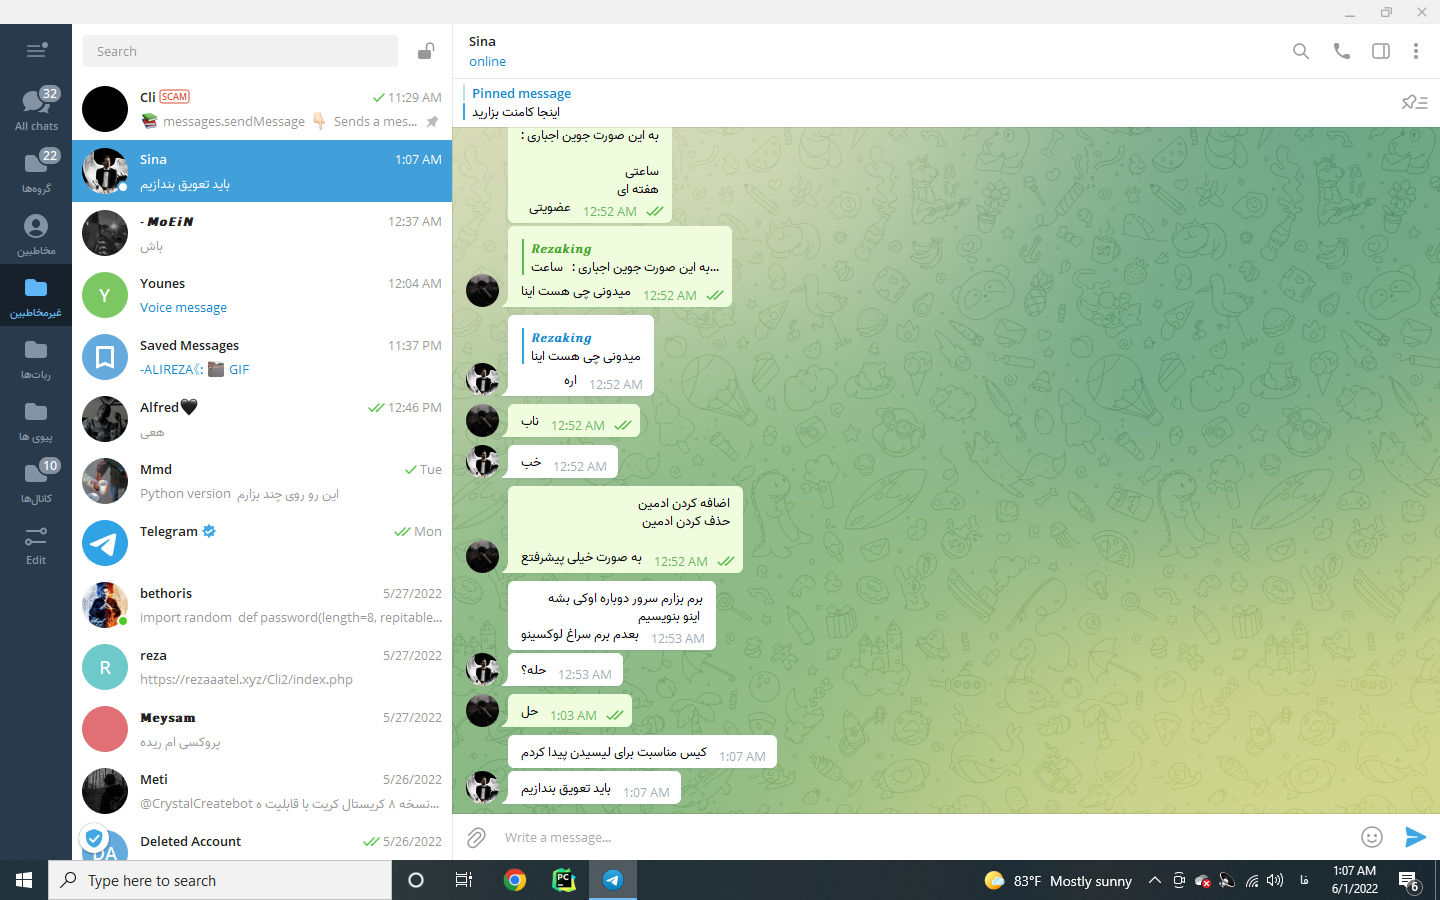 Search
32
All chats
22
گروه‌ها
مخاطبین
غیرمخاطبین
ربات‌ها
پیوی ها
10
کانال‌ها
Edit
Cli SCAM
11:29 AM
messages.sendMessage Sends a mes...
Sina
1:07 AM
باید تعویق بندازیم
- MoEiN
12:37 AM
باش
Younes
12:04 AM
Voice message
Saved Messages
11:37 PM
-ALIREZA☾: GIF
Alfred🖤
12:46 PM
هعی
Mmd
Tue
Python version این رو روی چند بزارم
Telegram
Mon
bethoris
5/27/2022
import random def password(length=8, repitable...
reza
5/27/2022
R
https://rezaaatel.xyz/Cli2/index.php
Meysam
5/27/2022
پروکسی ام ریده
Meti
5/26/2022
@CrystalCreatebot نسخه ۸ کریستال کریت با قابلیت ه...
Deleted Account
5/26/2022
DA
Y
Sina
online
Pinned message
اینجا کامنت بزارید
به این صورت جوین اجباری :
ساعتی
هفته ای
عضویتی 12:52 AM
Rezaking
به این صورت جوین اجباری : ساعت...
میدونی چی هست اینا 12:52 AM
Rezaking
میدونی چی هست اینا
اره 12:52 AM
ناب 12:52 AM
خب 12:52 AM
اضافه کردن ادمین
حذف کردن ادمین
به صورت خیلی پیشرفتع 12:52 AM
برم بزارم سرور دوباره اوکی بشه
اینو بنویسیم
بعدم برم سراغ لوکسینو 12:53 AM
حله؟ 12:53 AM
حل 1:03 AM
کیس مناسبت برای لیسیدن پیدا کردم 1:07 AM
باید تعویق بندازیم 1:07 AM
Write a message...
Type here to search
PC
83°F Mostly sunny
فا
1:07 AM
6/1/2022
6